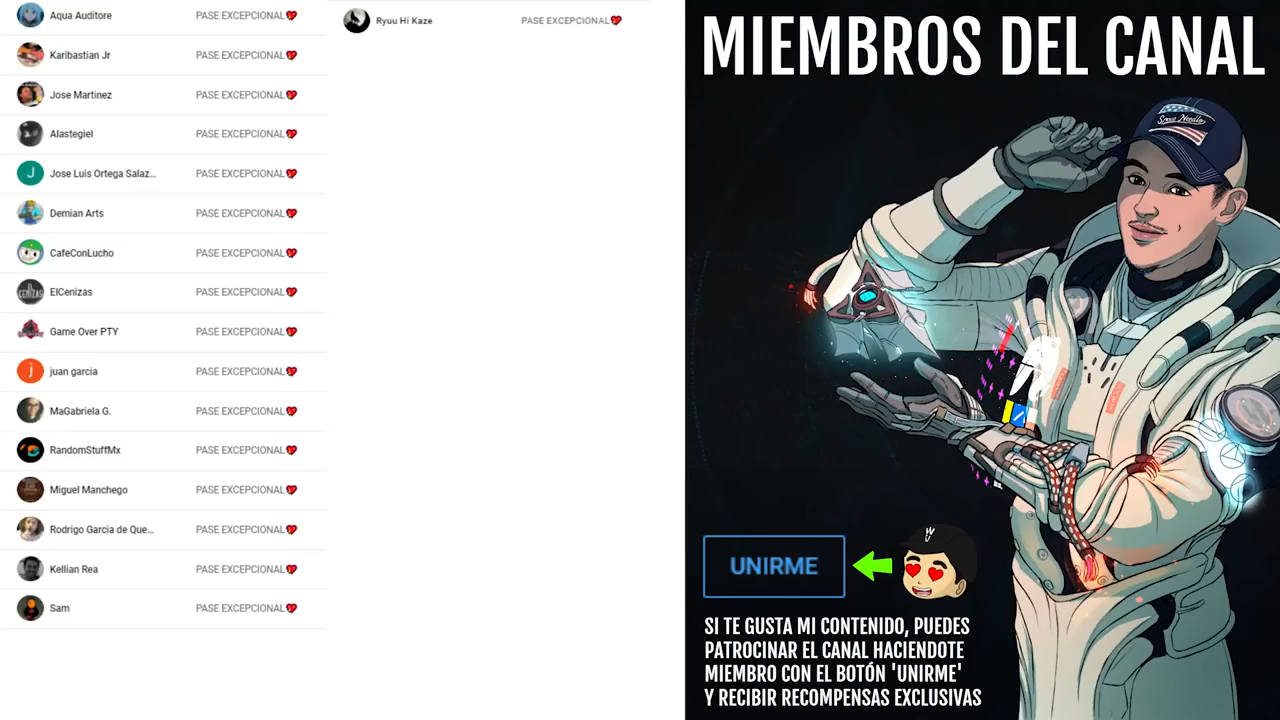 Aqua Auditore PASE EXCEPCIONAL
Karibastian Jr PASE EXCEPCIONAL
Jose Martinez PASE EXCEPCIONAL
Alastegiel PASE EXCEPCIONAL
J Jose Luis Ortega Salaz... PASE EXCEPCIONAL
Demian Arts PASE EXCEPCIONAL
CafeConLucho PASE EXCEPCIONAL
ElCenizas PASE EXCEPCIONAL
Game Over PTY PASE EXCEPCIONAL
j juan garcia PASE EXCEPCIONAL
MaGabriela G. PASE EXCEPCIONAL
RandomStuffMx PASE EXCEPCIONAL
Miguel Manchego PASE EXCEPCIONAL
Rodrigo Garcia de Que... PASE EXCEPCIONAL
Kellian Rea PASE EXCEPCIONAL
Sam PASE EXCEPCIONAL
Ryuu Hi Kaze PASE EXCEPCIONAL
MIEMBROS DEL CANAL
Space Needle
UNIRME
SI TE GUSTA MI CONTENIDO, PUEDES
PATROCINAR EL CANAL HACIENDOTE
MIEMBRO CON EL BOTÓN 'UNIRME'
Y RECIBIR RECOMPENSAS EXCLUSIVAS